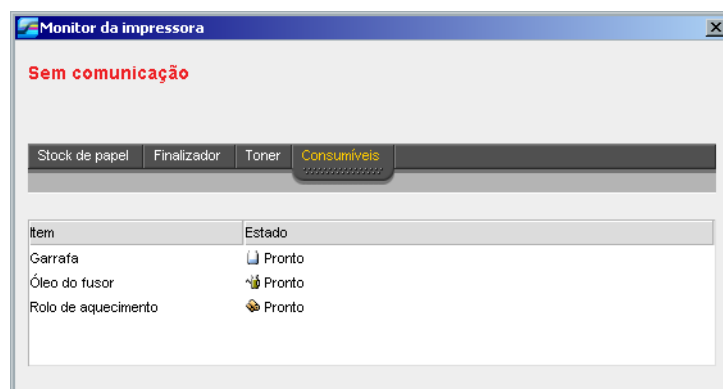 Monitor da impressora
Sem comunicação
Stock de papel Finalizador Toner Consumíveis
Item Estado
Garrafa Pronto
Óleo do fusor Pronto
Rolo de aquecimento Pronto